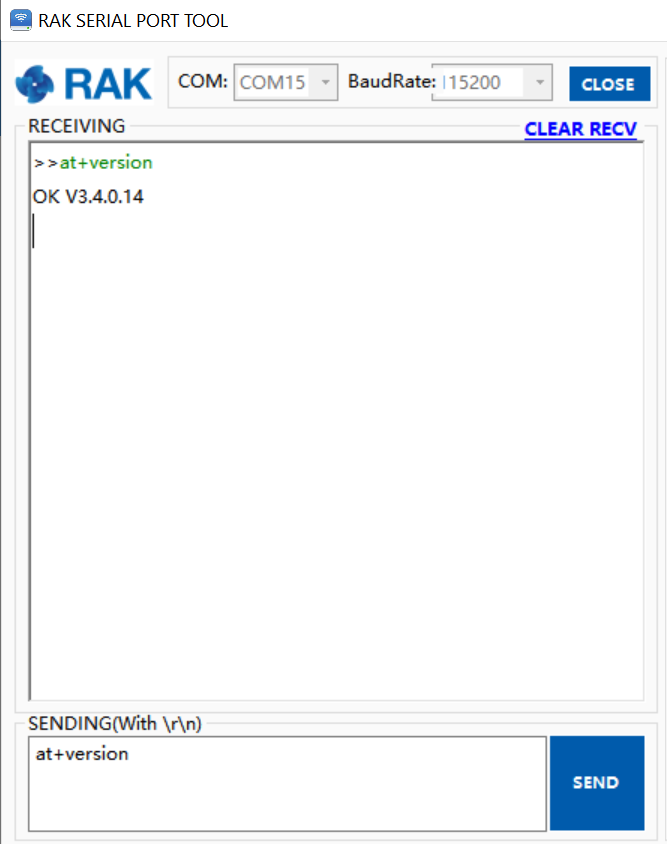 RAK SERIAL PORT TOOL
RAK COM: COM15 BaudRate: 115200 CLOSE
RECEIVING CLEAR RECV
>>at+version
OK V3.4.0.14
SENDING(With \r\n)
at+version
SEND